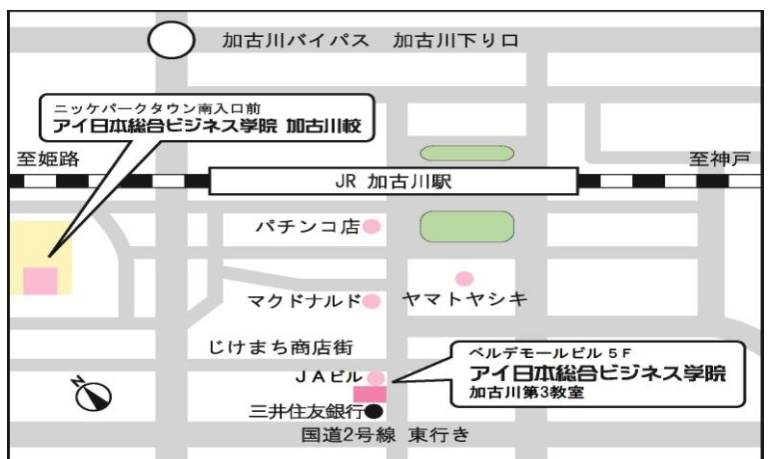 加古川バイパス 加古川下り口
ニッケパークタウン南入口前
アイ日本総合ビジネス学院 加古川校
至姫路
至神戸
JR 加古川駅
パチンコ店
マクドナルド
ヤマトヤシキ
じけまち商店街
ベルデモールビル 5F
アイ日本総合ビジネス学院
加古川第3教室
JAビル
三井住友銀行
国道2号線 東行き
N